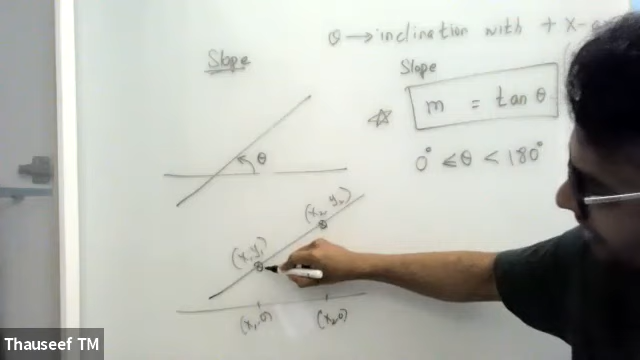 θ → inclination with + x-a
Slope
Slope
m = tan θ
θ
0° ≤ θ < 180°
(x₂, y₂)
(x₁, y₁)
(x₁, 0) (x₂, 0)
Thauseef TM